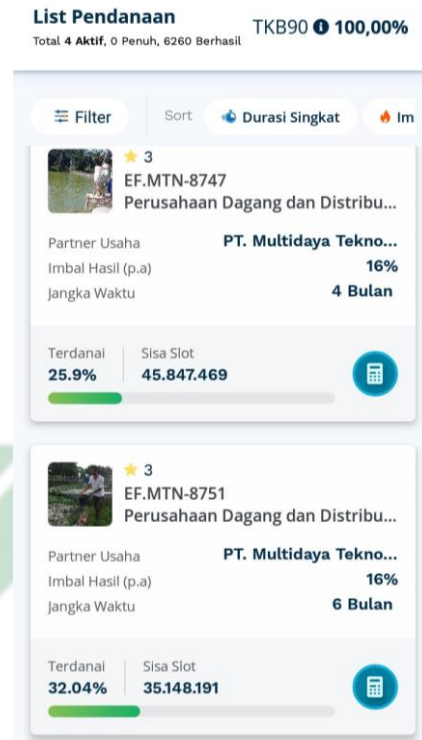 List Pendanaan
TKB90 100,00%
Total 4 Aktif, 0 Penuh, 6260 Berhasil
Filter
Sort
Durasi Singkat
Im
3
EF.MTN-8747
Perusahaan Dagang dan Distribu...
Partner Usaha PT. Multidaya Tekno...
Imbal Hasil (p.a) 16%
Jangka Waktu 4 Bulan
Terdanai Sisa Slot
25.9% 45.847.469
3
EF.MTN-8751
Perusahaan Dagang dan Distribu...
Partner Usaha PT. Multidaya Tekno...
Imbal Hasil (p.a) 16%
Jangka Waktu 6 Bulan
Terdanai Sisa Slot
32.04% 35.148.191